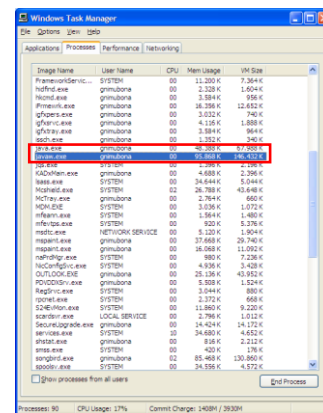 Windows Task Manager
File Options View Help
Applications Processes Performance Networking
Image Name User Name CPU Mem Usage VM Size
FrameworkServic... SYSTEM 00 11.200 K 7.364 K
hidfind.exe gnimubona 00 2.328 K 1.604 K
hkcmd.exe gnimubona 00 3.584 K 956 K
iFrmewrk.exe gnimubona 00 16.356 K 12.652 K
igfxpers.exe gnimubona 00 3.032 K 740 K
igfxsrvc.exe gnimubona 00 4.116 K 1.888 K
igfxtray.exe gnimubona 00 3.584 K 964 K
issch.exe gnimubona 00 1.352 K 340 K
java.exe gnimubona 00 48.388 K 67.988 K
javaw.exe gnimubona 00 95.868 K 146.432 K
jqs.exe SYSTEM 00 1.396 K 2.196 K
KADxMain.exe gnimubona 00 4.688 K 2.396 K
lsass.exe SYSTEM 00 34.644 K 5.044 K
Mcshield.exe SYSTEM 02 26.788 K 43.648 K
McTray.exe gnimubona 00 2.764 K 660 K
MDM.EXE SYSTEM 00 3.036 K 1.072 K
mfeann.exe SYSTEM 00 1.564 K 1.480 K
mfevtps.exe SYSTEM 00 920 K 5.376 K
msdtc.exe NETWORK SERVICE 00 5.120 K 1.904 K
mspaint.exe gnimubona 00 37.668 K 29.740 K
mspaint.exe gnimubona 00 16.068 K 11.092 K
naPrdMgr.exe SYSTEM 00 980 K 7.236 K
NicConfigSvc.exe SYSTEM 00 4.936 K 3.428 K
OUTLOOK.EXE gnimubona 00 25.136 K 43.952 K
PDVDDXSrv.exe gnimubona 00 5.508 K 1.524 K
RegSrvc.exe SYSTEM 00 3.044 K 880 K
rpcnet.exe SYSTEM 00 2.372 K 668 K
S24EvMon.exe SYSTEM 00 11.860 K 9.220 K
scardsvr.exe LOCAL SERVICE 00 2.796 K 1.012 K
SecureUpgrade.exe gnimubona 00 14.424 K 14.172 K
services.exe SYSTEM 10 34.680 K 4.652 K
shstat.exe gnimubona 00 816 K 2.212 K
smss.exe SYSTEM 00 420 K 176 K
songbird.exe gnimubona 02 85.468 K 130.860 K
spoolsv.exe SYSTEM 00 34.556 K 4.572 K
Show processes from all users
End Process
Processes: 90 CPU Usage: 17% Commit Charge: 1408M / 3930M